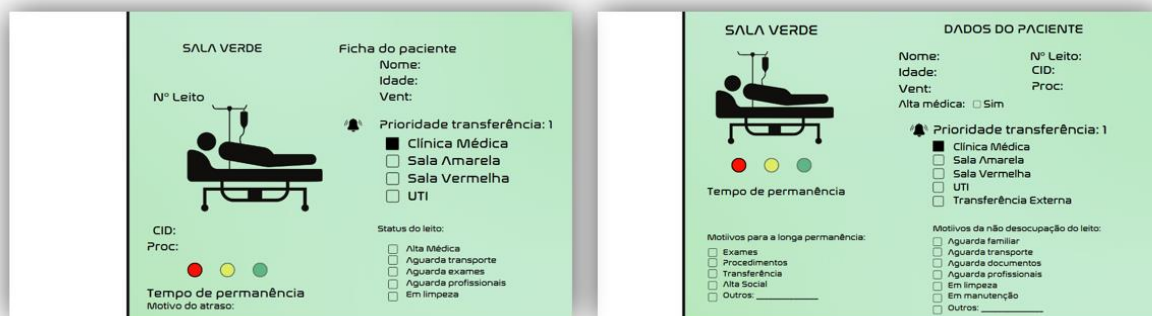 SALA VERDE
Nº Leito
CID:
Proc:
Tempo de permanência
Motivo do atraso:
Ficha do paciente
Nome:
Idade:
Vent:
Prioridade transferência: 1
Clínica Médica
Sala Amarela
Sala Vermelha
UTI
Status do leito:
Alta Médica
Aguarda transporte
Aguarda exames
Aguarda profissionais
Em limpeza
SALA VERDE
Tempo de permanência
Motiivos para a longa permanência:
Exames
Procedimentos
Transferência
Alta Social
Outros: ____________
DADOS DO PACIENTE
Nome: Nº Leito:
Idade: CID:
Vent: Proc:
Alta médica: Sim
Prioridade transferência: 1
Clínica Médica
Sala Amarela
Sala Vermelha
UTI
Transferência Externa
Motiivos da não desocupação do leito:
Aguarda familiar
Aguarda transporte
Aguarda documentos
Aguarda profissionais
Em limpeza
Em manutenção
Outros: ____________